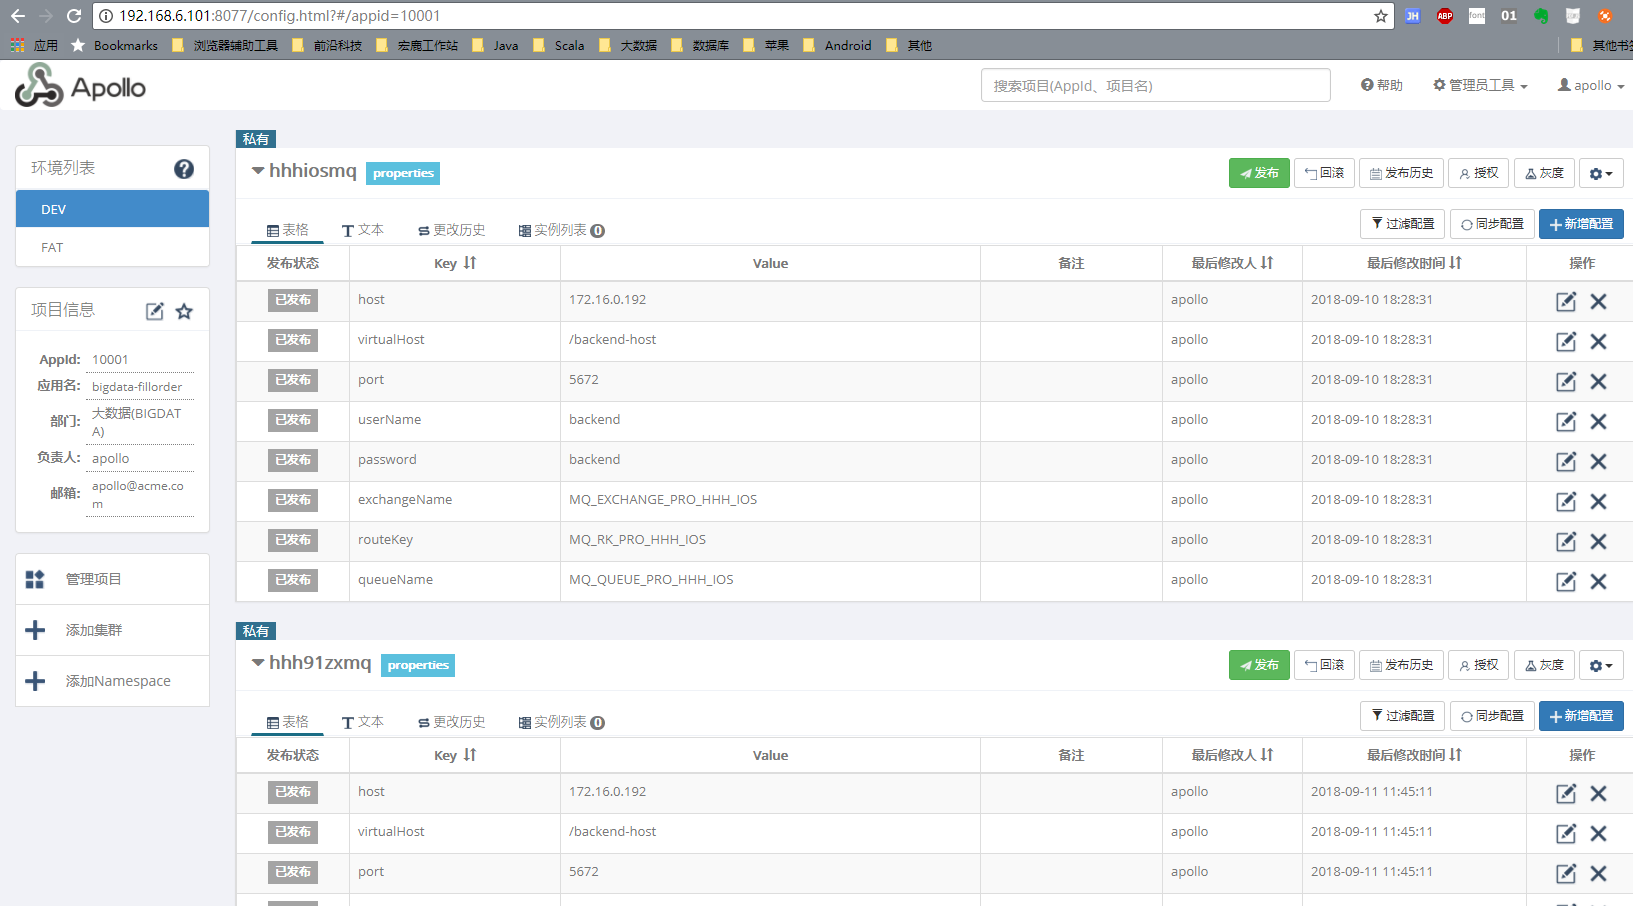 192.168.6.101:8077/config.html?#/appid=10001
JH ABP font 01
应用 Bookmarks 浏览器辅助工具 前沿科技 宏鹿工作站 Java Scala 大数据 数据库 苹果 Android 其他 其他书签
Apollo 搜索项目(AppId、项目名) 帮助 管理员工具 apollo
环境列表
DEV
FAT
项目信息
AppId: 10001
应用名: bigdata-fillorder
部门: 大数据(BIGDAT
A)
负责人: apollo
邮箱: apollo@acme.co
m
管理项目
添加集群
添加Namespace
私有
hhhiosmq properties 发布 回滚 发布历史 授权 灰度
表格 文本 更改历史 实例列表 0 过滤配置 同步配置 新增配置
发布状态 Key Value 备注 最后修改人 最后修改时间 操作
已发布 host 172.16.0.192 apollo 2018-09-10 18:28:31
已发布 virtualHost /backend-host apollo 2018-09-10 18:28:31
已发布 port 5672 apollo 2018-09-10 18:28:31
已发布 userName backend apollo 2018-09-10 18:28:31
已发布 password backend apollo 2018-09-10 18:28:31
已发布 exchangeName MQ_EXCHANGE_PRO_HHH_IOS apollo 2018-09-10 18:28:31
已发布 routeKey MQ_RK_PRO_HHH_IOS apollo 2018-09-10 18:28:31
已发布 queueName MQ_QUEUE_PRO_HHH_IOS apollo 2018-09-10 18:28:31
私有
hhh91zxmq properties 发布 回滚 发布历史 授权 灰度
表格 文本 更改历史 实例列表 0 过滤配置 同步配置 新增配置
发布状态 Key Value 备注 最后修改人 最后修改时间 操作
已发布 host 172.16.0.192 apollo 2018-09-11 11:45:11
已发布 virtualHost /backend-host apollo 2018-09-11 11:45:11
已发布 port 5672 apollo 2018-09-11 11:45:11